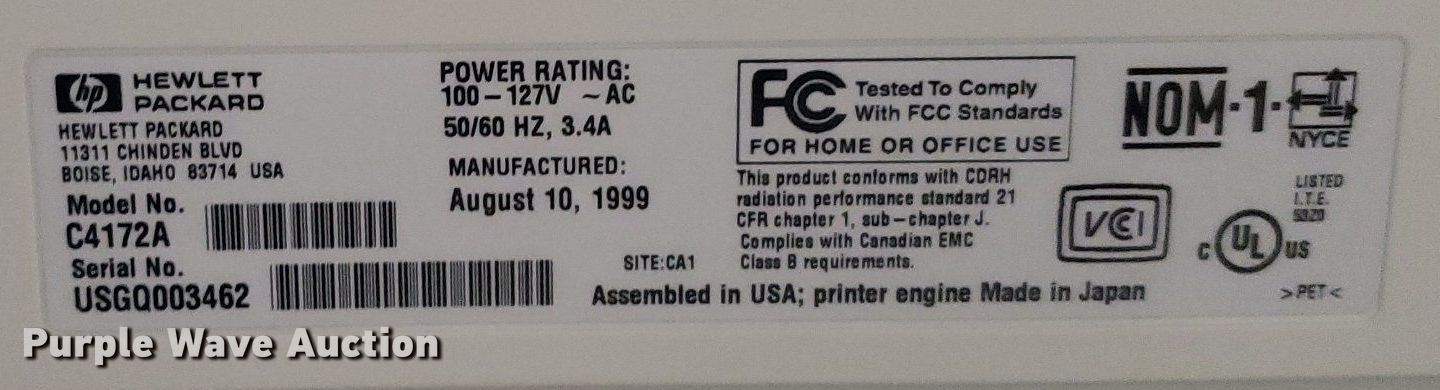 hp HEWLETT
PACKARD
HEWLETT PACKARD
11311 CHINDEN BLVD
BOISE, IDAHO 83714 USA
Model No.
C4172A
Serial No.
USGQ003462
POWER RATING:
100-127V ~AC
50/60 HZ, 3.4A
MANUFACTURED:
August 10, 1999
SITE:CA1
FC Tested To Comply
With FCC Standards
FOR HOME OR OFFICE USE
This product conforms with CDRH
radiation performance standard 21
CFR chapter 1, sub-chapter J.
Complies with Canadian EMC
Class B requirements.
Assembled in USA; printer engine Made in Japan
NOM-1-
NYCE
VCCI
LISTED
I.T.E.
C UL US
>PET<
Purple Wave Auction